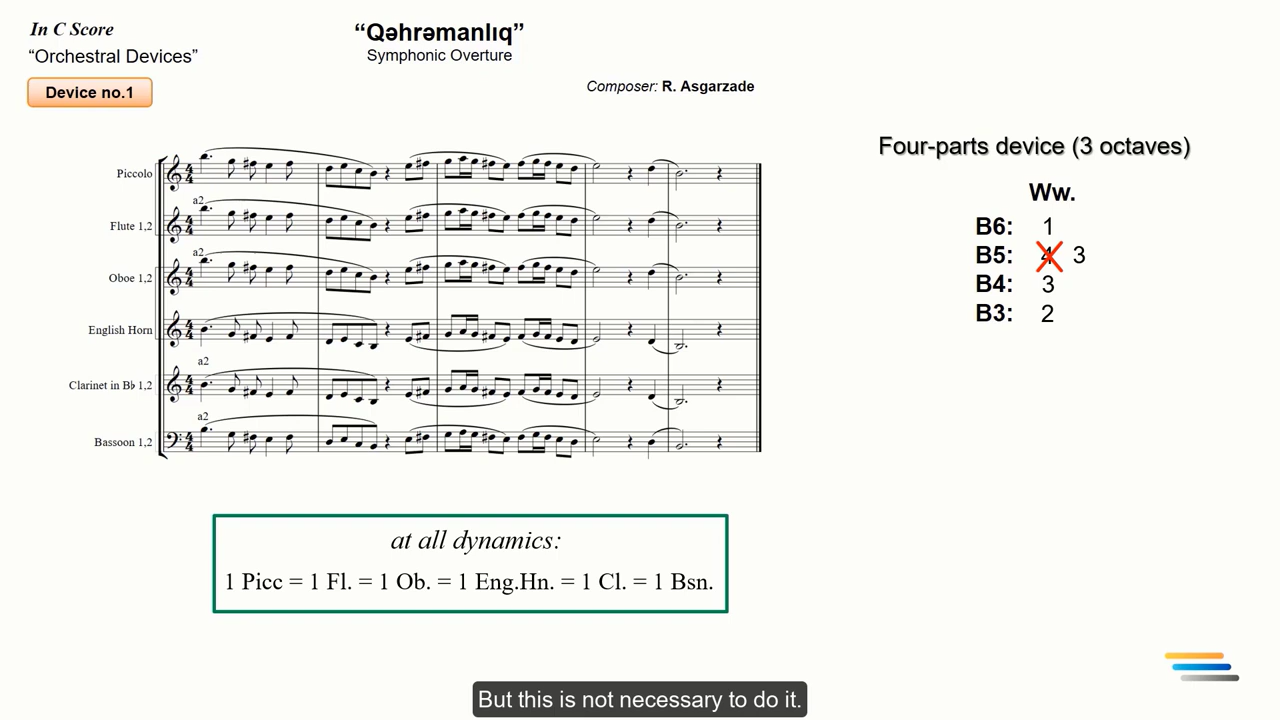 In C Score
“Orchestral Devices”
Device no.1
“Qəhrəmanlıq”
Symphonic Overture
Composer: R. Asgarzade
Piccolo
a2
Flute 1,2
a2
Oboe 1,2
English Horn
a2
Clarinet in B♭ 1,2
a2
Bassoon 1,2
Four-parts device (3 octaves)
Ww.
B6: 1
B5: 4 3
B4: 3
B3: 2
at all dynamics:
1 Picc = 1 Fl. = 1 Ob. = 1 Eng.Hn. = 1 Cl. = 1 Bsn.
But this is not necessary to do it.